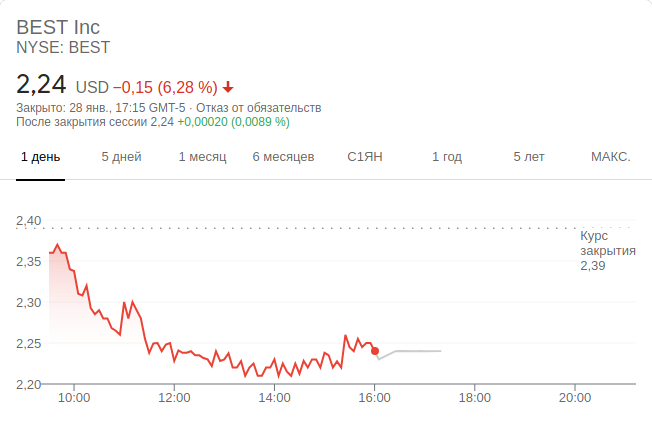 BEST Inc
NYSE: BEST
2,24 USD −0,15 (6,28 %)
Закрыто: 28 янв., 17:15 GMT-5 · Отказ от обязательств
После закрытия сессии 2,24 +0,00020 (0,0089 %)
1 день 5 дней 1 месяц 6 месяцев С1ЯН 1 год 5 лет МАКС.
2,40
Курс
закрытия
2,39
2,35
2,30
2,25
2,20
10:00 12:00 14:00 16:00 18:00 20:00